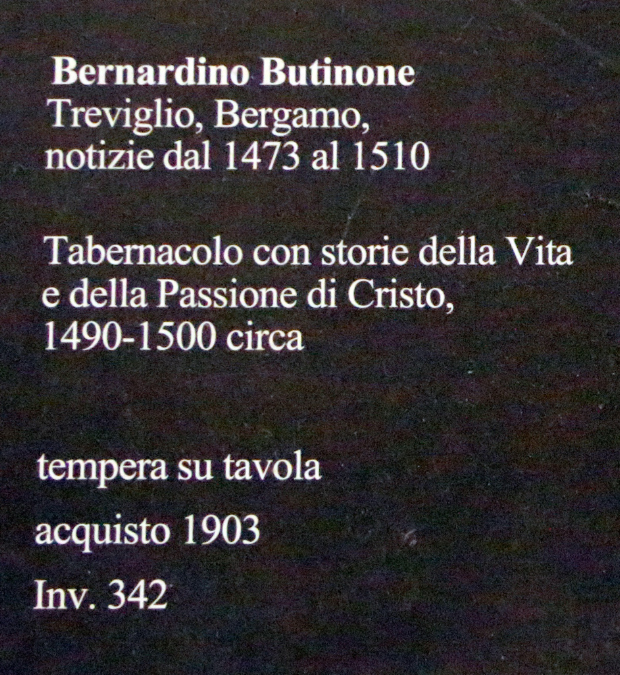 Bernardino Butinone
Treviglio, Bergamo,
notizie dal 1473 al 1510
Tabernacolo con storie della Vita
e della Passione di Cristo,
1490-1500 circa
tempera su tavola
acquisto 1903
Inv. 342